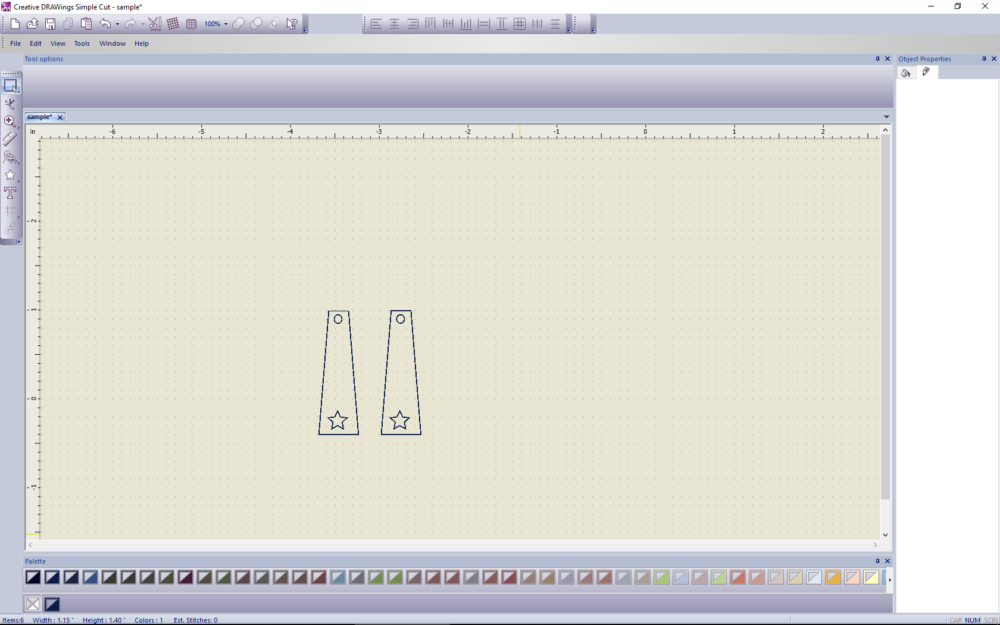 Creative DRAWings Simple Cut - sample*
100%
File Edit View Tools Window Help
Tool options
Object Properties
sample*
in -6 -5 -4 -3 -2 -1 0 1 2
2
1
0
-1
Palette
Items:6 Width : 1.15 " Height : 1.40 " Colors : 1 Est. Stitches: 0 CAP NUM SCRL